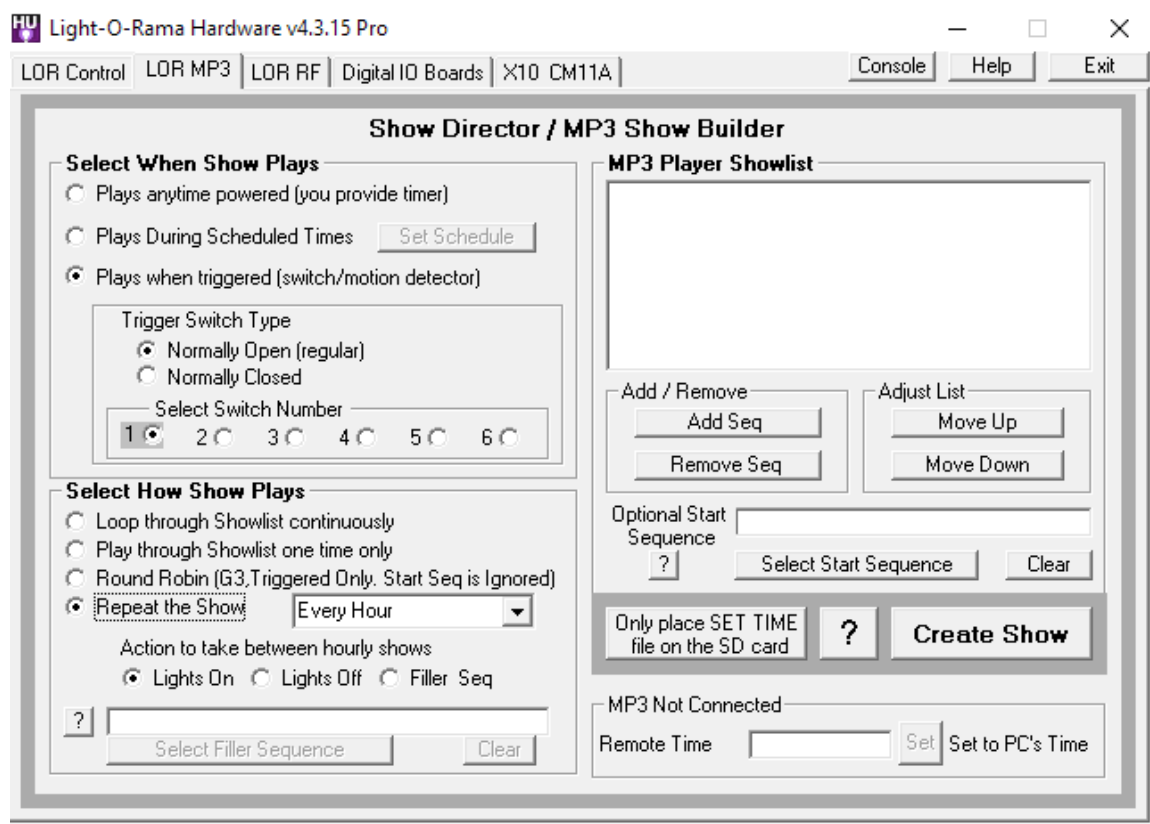 HU Light-O-Rama Hardware v4.3.15 Pro
LOR Control LOR MP3 LOR RF Digital IO Boards X10 CM11A Console Help Exit
Show Director / MP3 Show Builder
Select When Show Plays
Plays anytime powered (you provide timer)
Plays During Scheduled Times Set Schedule
Plays when triggered (switch/motion detector)
Trigger Switch Type
Normally Open (regular)
Normally Closed
Select Switch Number
1 2 3 4 5 6
Select How Show Plays
Loop through Showlist continuously
Play through Showlist one time only
Round Robin (G3,Triggered Only. Start Seq is Ignored)
Repeat the Show Every Hour
Action to take between hourly shows
Lights On Lights Off Filler Seq
?
Select Filler Sequence Clear
MP3 Player Showlist
Add / Remove
Add Seq
Remove Seq
Adjust List
Move Up
Move Down
Optional Start
Sequence
? Select Start Sequence Clear
Only place SET TIME
file on the SD card
? Create Show
MP3 Not Connected
Remote Time Set Set to PC's Time